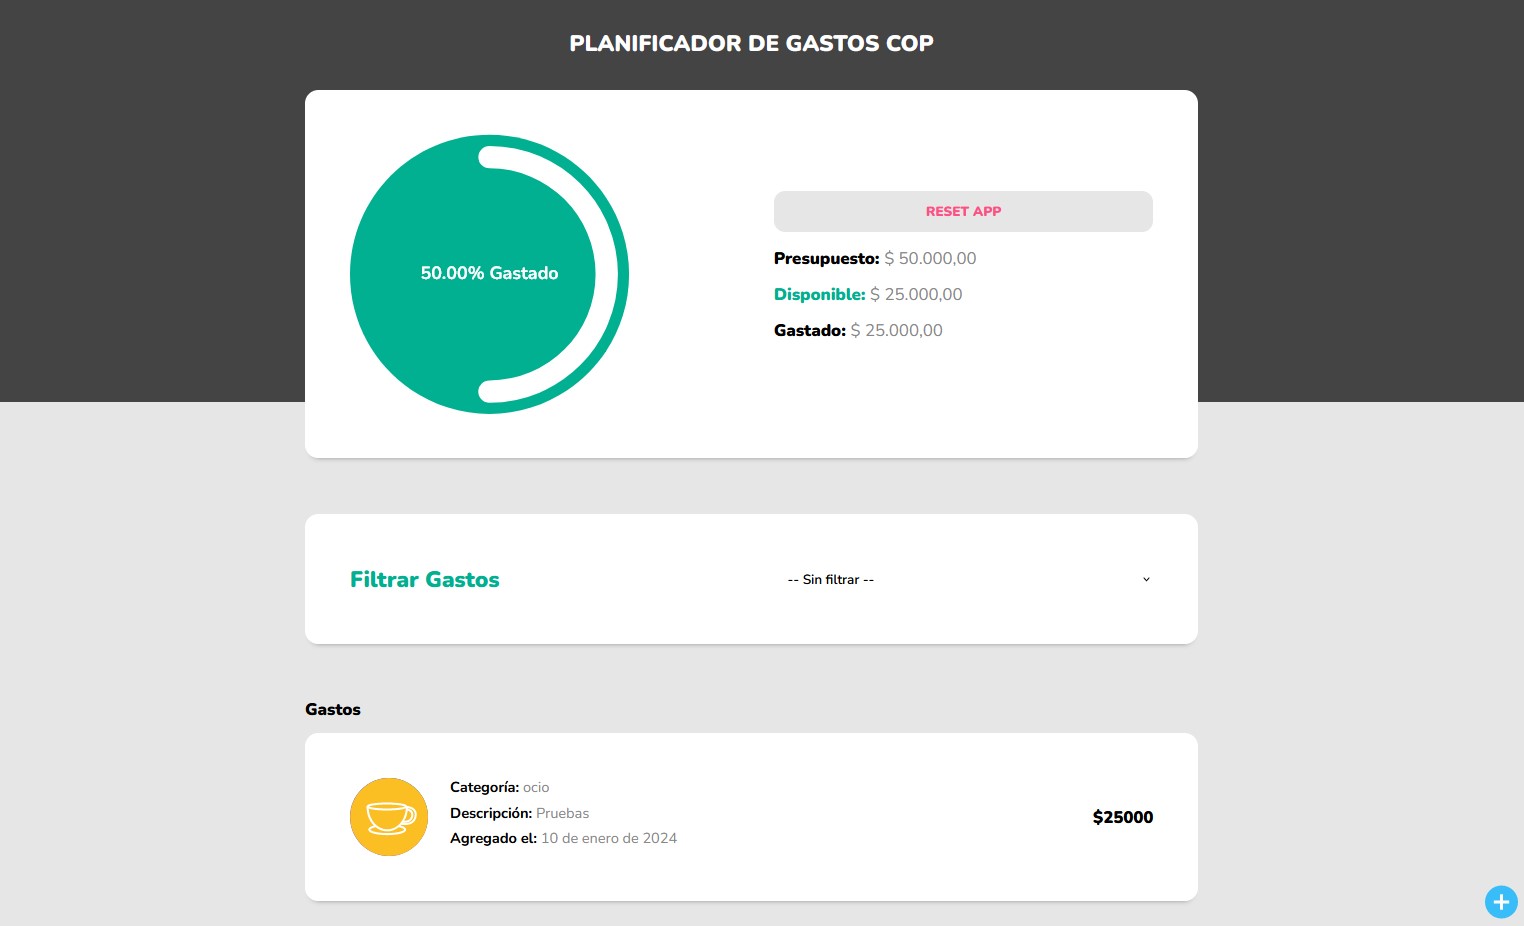 PLANIFICADOR DE GASTOS COP
50.00% Gastado
RESET APP
Presupuesto: $ 50.000,00
Disponible: $ 25.000,00
Gastado: $ 25.000,00
Filtrar Gastos
-- Sin filtrar --
Gastos
Categoría: ocio
Descripción: Pruebas
Agregado el: 10 de enero de 2024
$25000